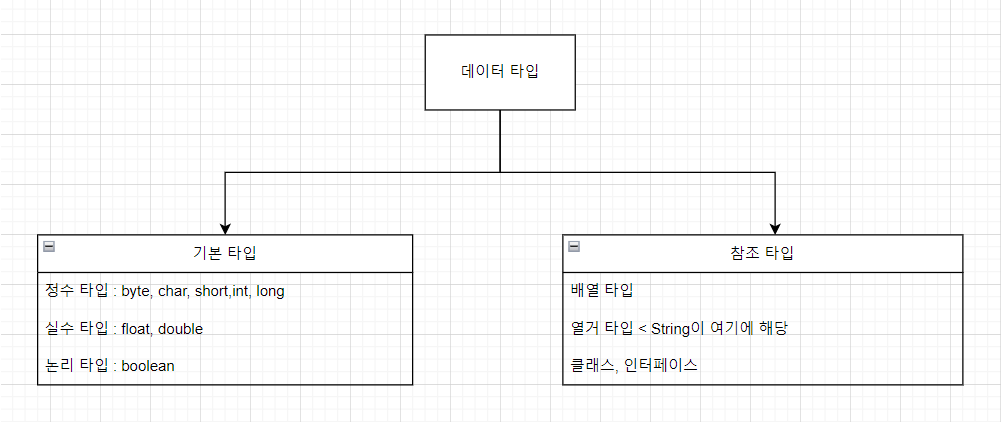 데이터 타입
기본 타입
정수 타입 : byte, char, short,int, long
실수 타입 : float, double
논리 타입 : boolean
참조 타입
배열 타입
열거 타입 < String이 여기에 해당
클래스, 인터페이스